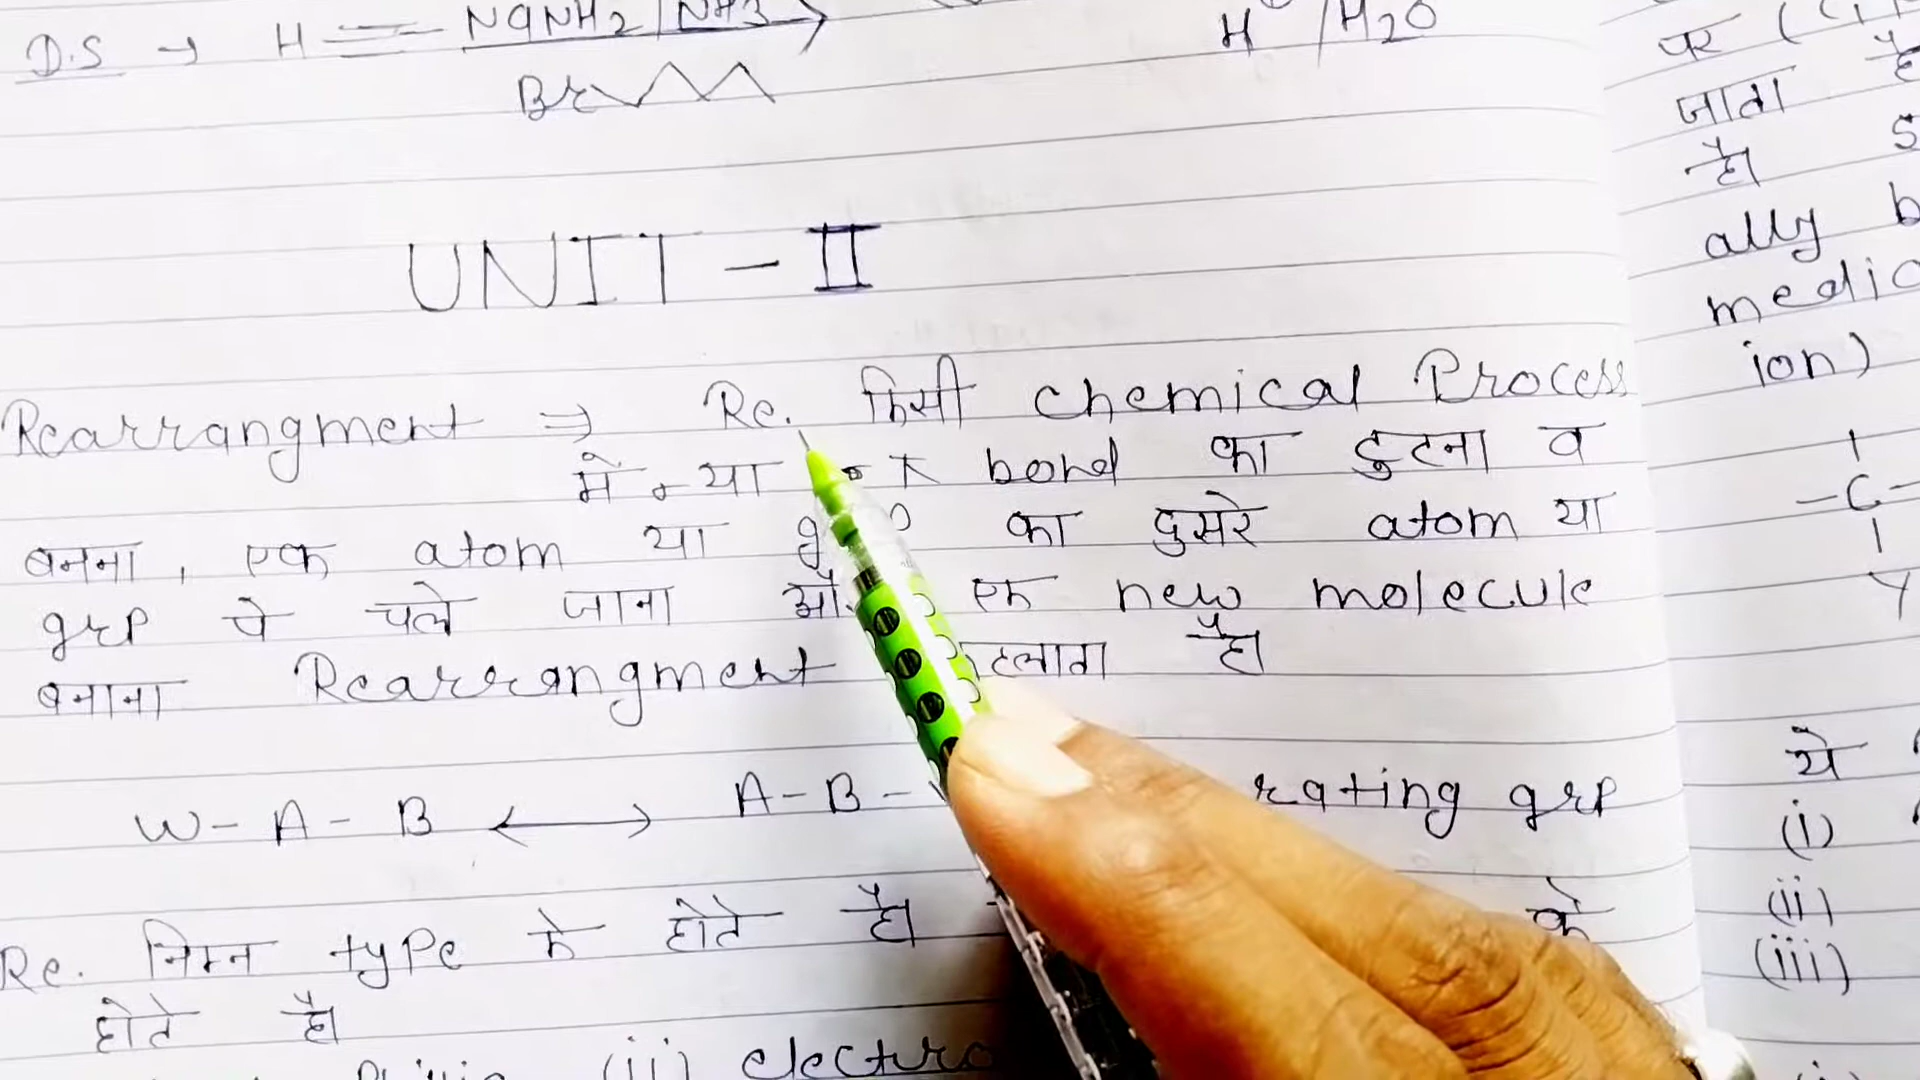 D.S → H ≡ NaNH2/NH3
H /H2O
Br
UNIT - II
Rearrangment ⇒ Re. किसी chemical Process
में σ या π bond का टुटना व
बनना, एक atom या का दुसरे atom या
grp पे चले जाना एक new molecule
बनाना Rearrangment है।
W - A - B ⟷ A - B - rating grp
Re. निम्न type के होते है। के
होते है।
(ii) electro
पर (
जाता है
है। S
ally b
medic
ion)
-C-
Y
ये
(i)
(ii)
(iii)